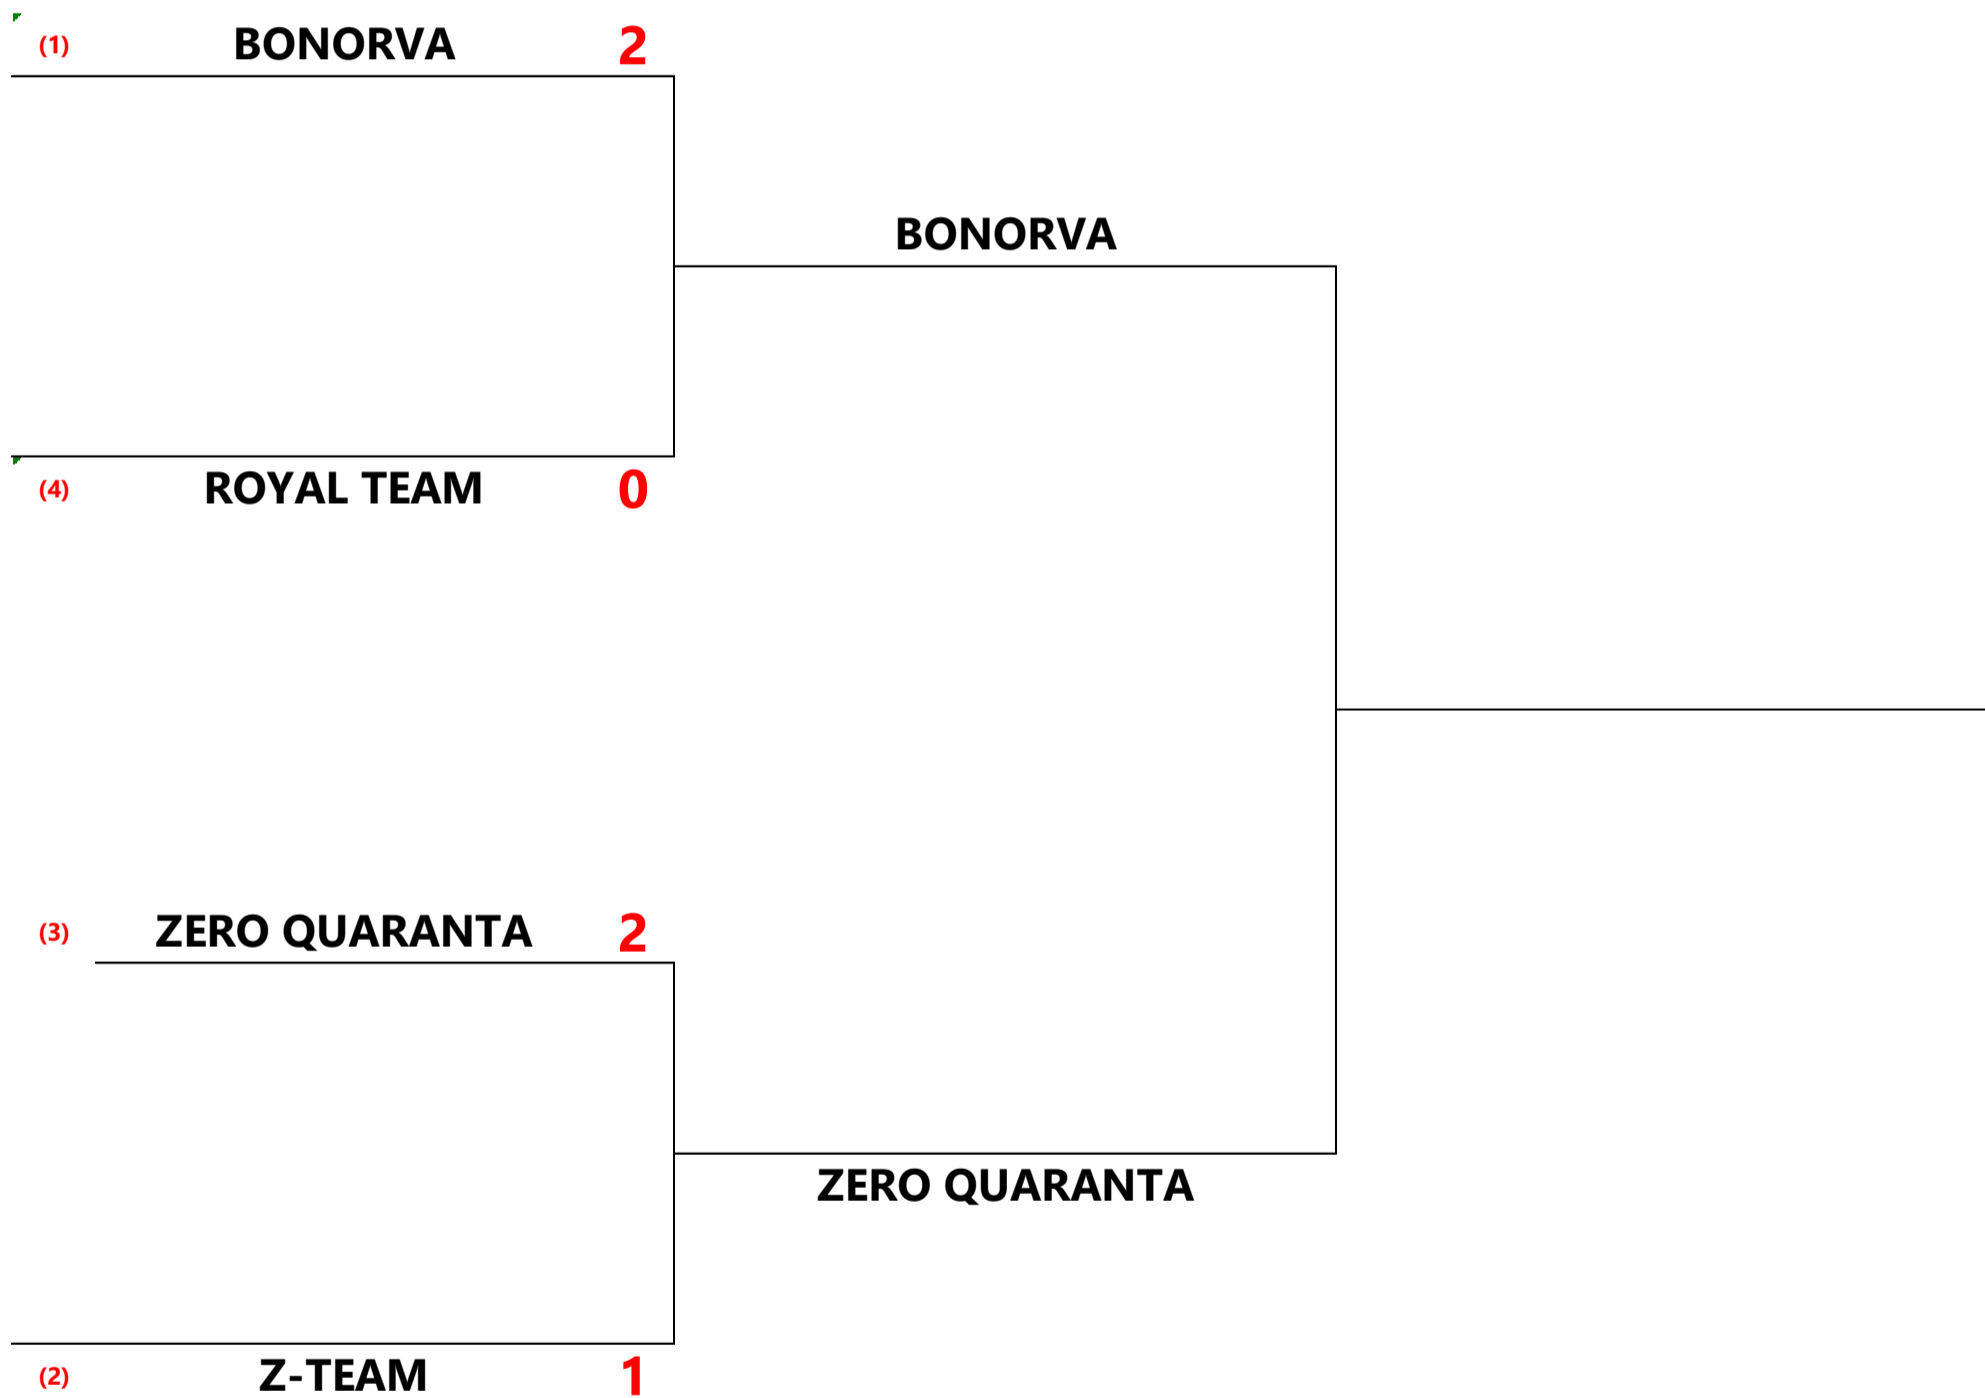 (1) BONORVA 2
BONORVA
(4) ROYAL TEAM 0
(3) ZERO QUARANTA 2
ZERO QUARANTA
(2) Z-TEAM 1